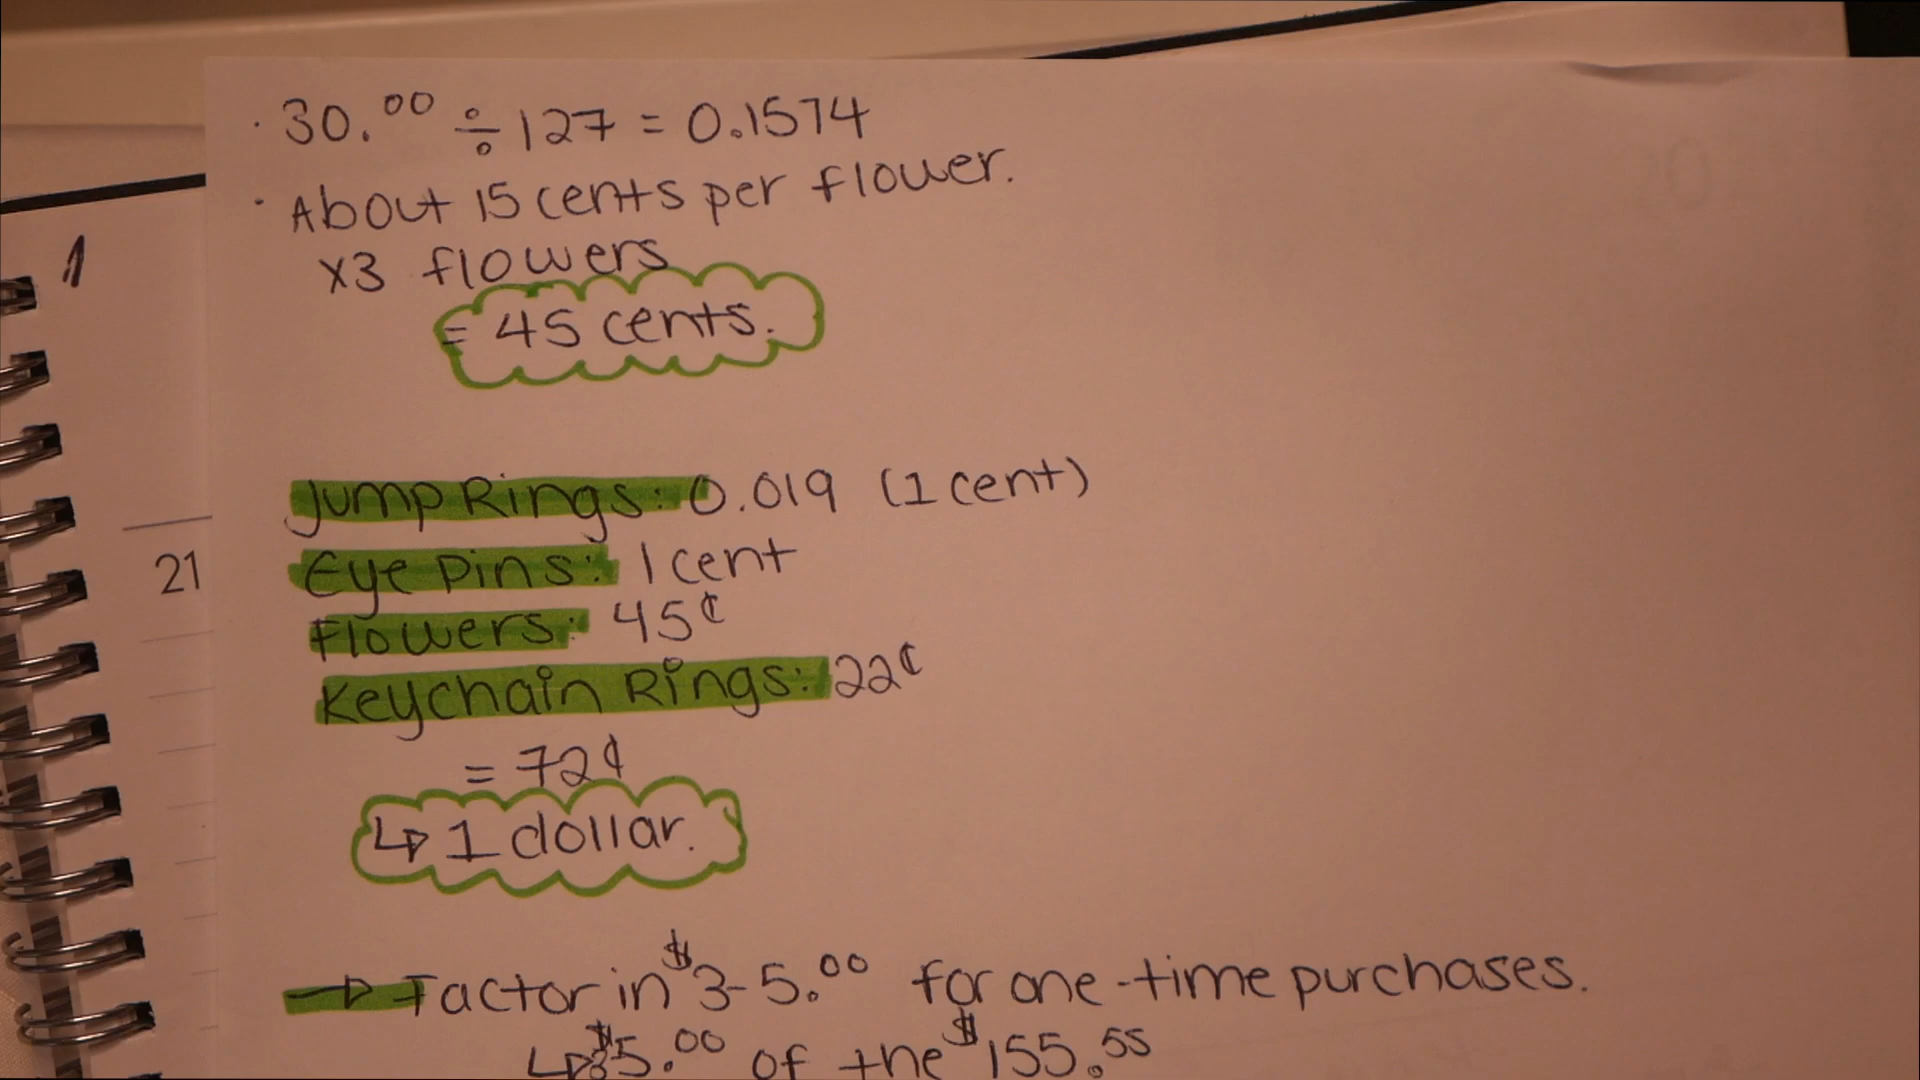 · 30.00 ÷ 127 = 0.1574
· About 15 cents per flower.
x3 flowers
= 45 cents.
1
Jump Rings: 0.019 (1 cent)
Eye pins: 1 cent
21
Flowers: 45¢
Keychain Rings: 22¢
= 72¢
↳ 1 dollar.
→ Factor in $3-5.00 for one-time purchases.
↳ $5.00 of the $155.55